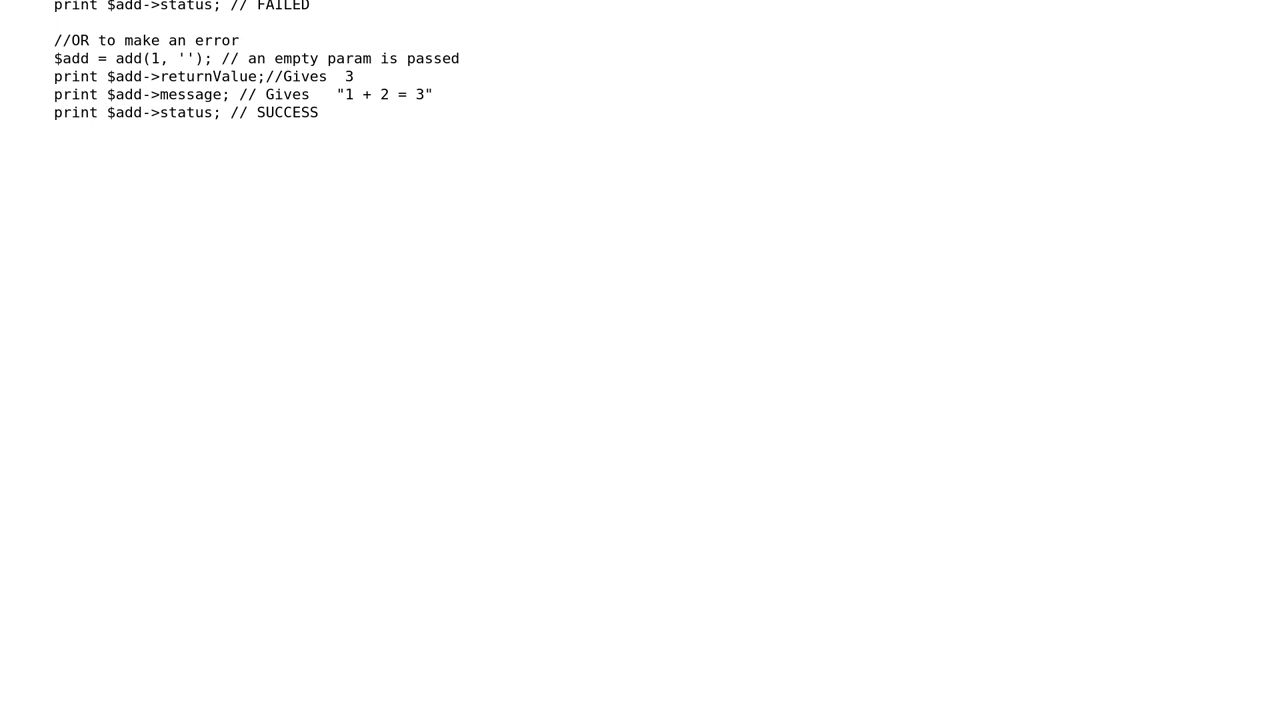 print $add->status; // FAILED
//OR to make an error
$add = add(1, ''); // an empty param is passed
print $add->returnValue;//Gives  3
print $add->message; // Gives   "1 + 2 = 3"
print $add->status; // SUCCESS